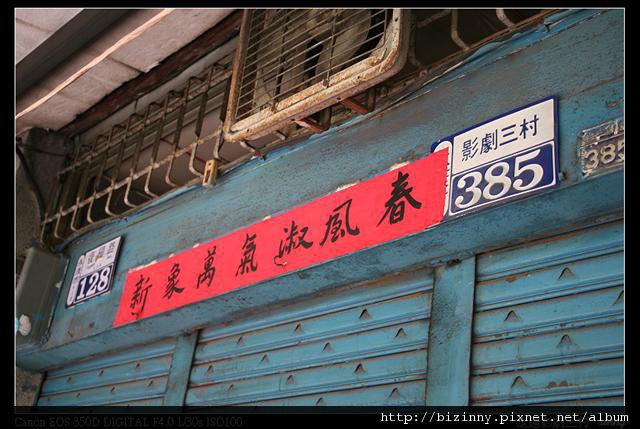 影劇三村
385
385
春風淑氣萬象新
128
Canon EOS 350D DIGITAL F4.0 1/30s ISO100
http://bizinny.pixnet.net/album